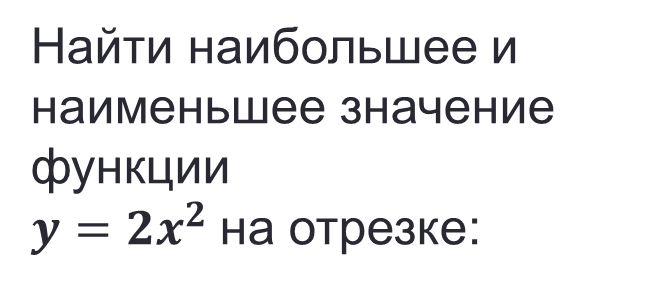 Найти наибольшее и
наименьшее значение
функции
y = 2x² на отрезке: